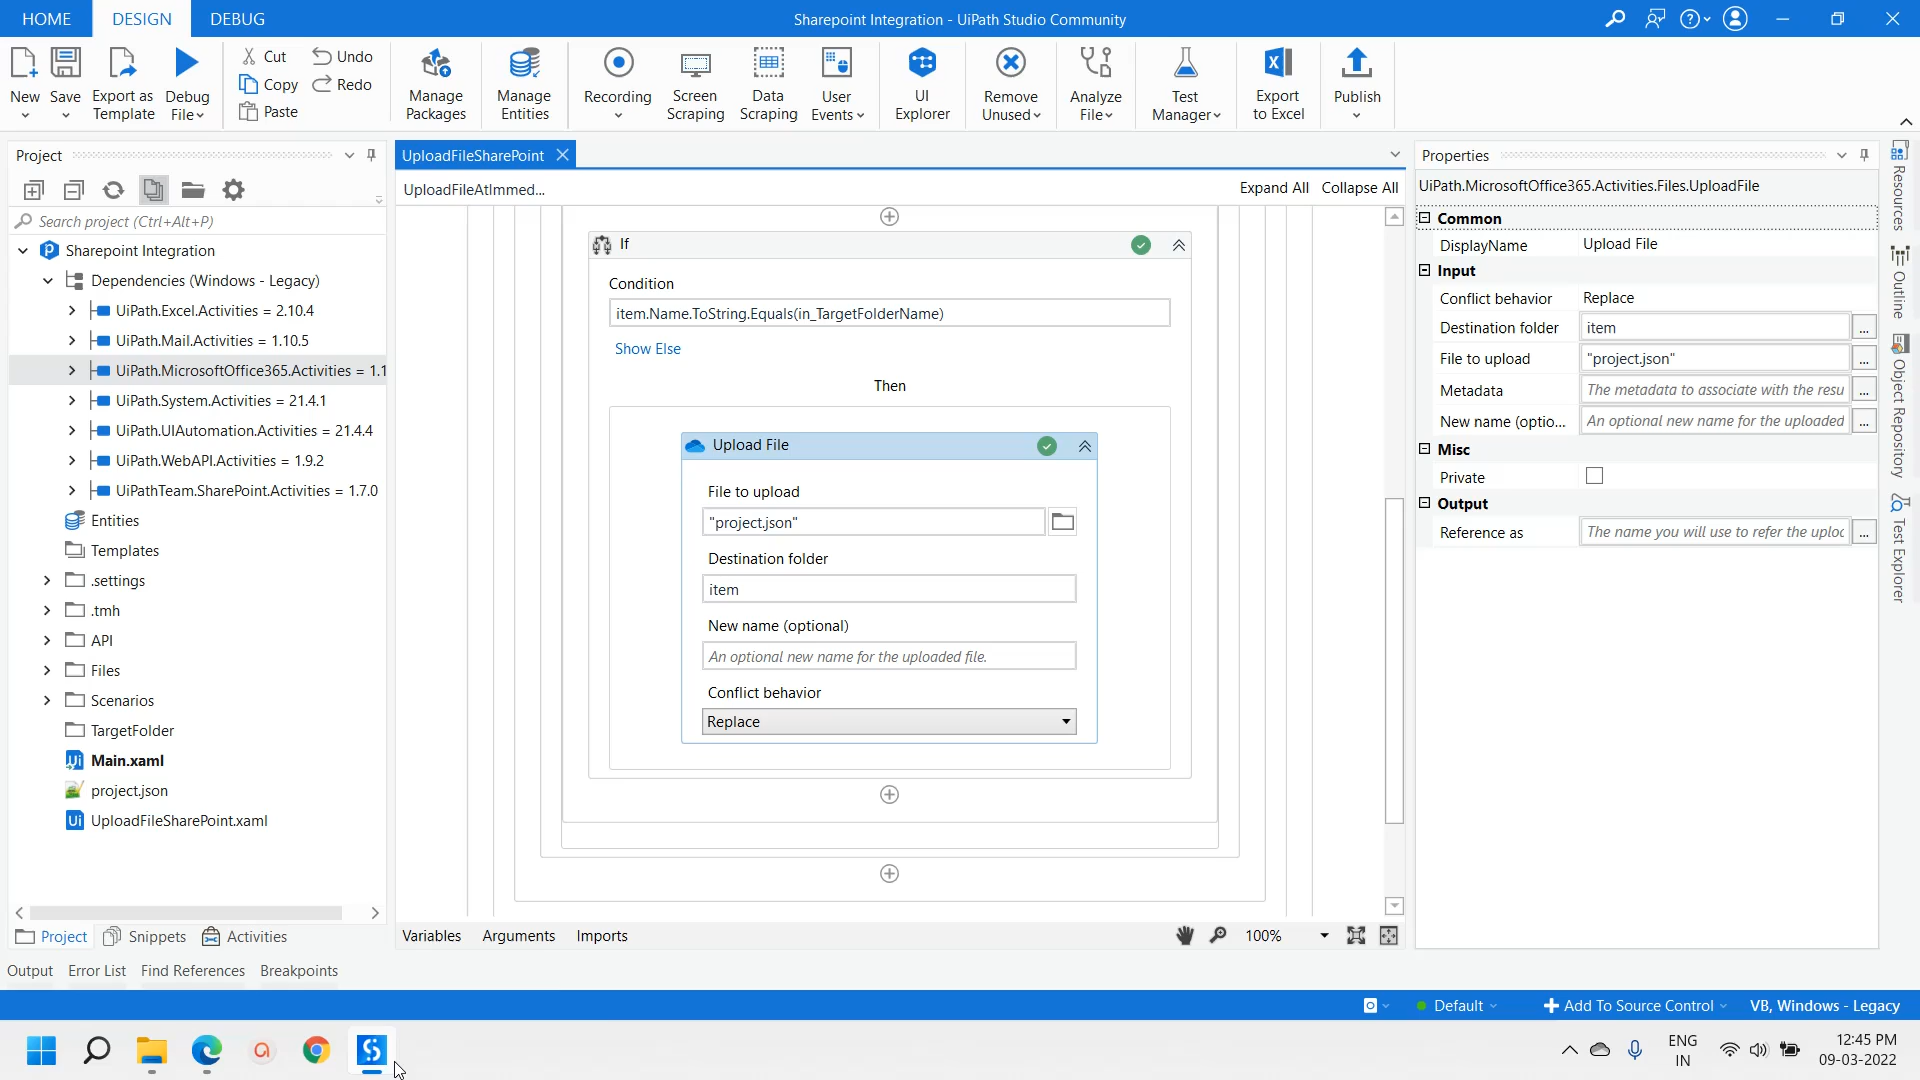 HOME DESIGN DEBUG
Sharepoint Integration - UiPath Studio Community
New
Save
Export as
Template
Debug
File
Cut
Copy
Paste
Undo
Redo
Manage
Packages
Manage
Entities
Recording
Screen
Scraping
Data
Scraping
User
Events
UI
Explorer
Remove
Unused
Analyze
File
Test
Manager
Export
to Excel
Publish
Project
Search project (Ctrl+Alt+P)
Sharepoint Integration
Dependencies (Windows - Legacy)
UiPath.Excel.Activities = 2.10.4
UiPath.Mail.Activities = 1.10.5
UiPath.MicrosoftOffice365.Activities = 1.1
UiPath.System.Activities = 21.4.1
UiPath.UIAutomation.Activities = 21.4.4
UiPath.WebAPI.Activities = 1.9.2
UiPathTeam.SharePoint.Activities = 1.7.0
Entities
Templates
.settings
.tmh
API
Files
Scenarios
TargetFolder
Main.xaml
project.json
UploadFileSharePoint.xaml
Project Snippets Activities
UploadFileSharePoint
UploadFileAtImmed...
Expand All Collapse All
If
Condition
item.Name.ToString.Equals(in_TargetFolderName)
Show Else
Then
Upload File
File to upload
"project.json"
Destination folder
item
New name (optional)
An optional new name for the uploaded file.
Conflict behavior
Replace
Variables Arguments Imports
100%
Properties
UiPath.MicrosoftOffice365.Activities.Files.UploadFile
Common
DisplayName Upload File
Input
Conflict behavior Replace
Destination folder item ...
File to upload "project.json" ...
Metadata The metadata to associate with the resu ...
New name (optio... An optional new name for the uploaded ...
Misc
Private
Output
Reference as The name you will use to refer the uploc ...
Resources
Outline
Object Repository
Test Explorer
Output Error List Find References Breakpoints
Default
Add To Source Control
VB, Windows - Legacy
ENG
IN
12:45 PM
09-03-2022